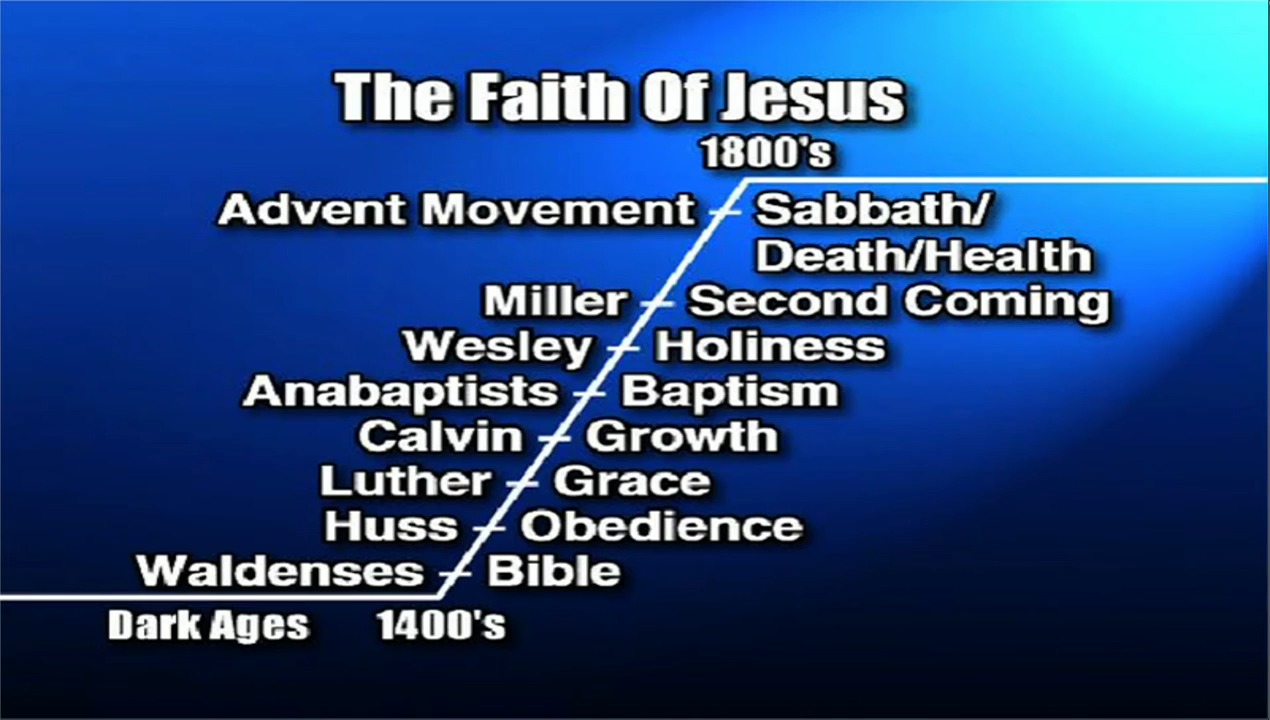 The Faith Of Jesus
1800's
Advent Movement Sabbath/
Death/Health
Miller Second Coming
Wesley Holiness
Anabaptists Baptism
Calvin Growth
Luther Grace
Huss Obedience
Waldenses Bible
Dark Ages 1400's